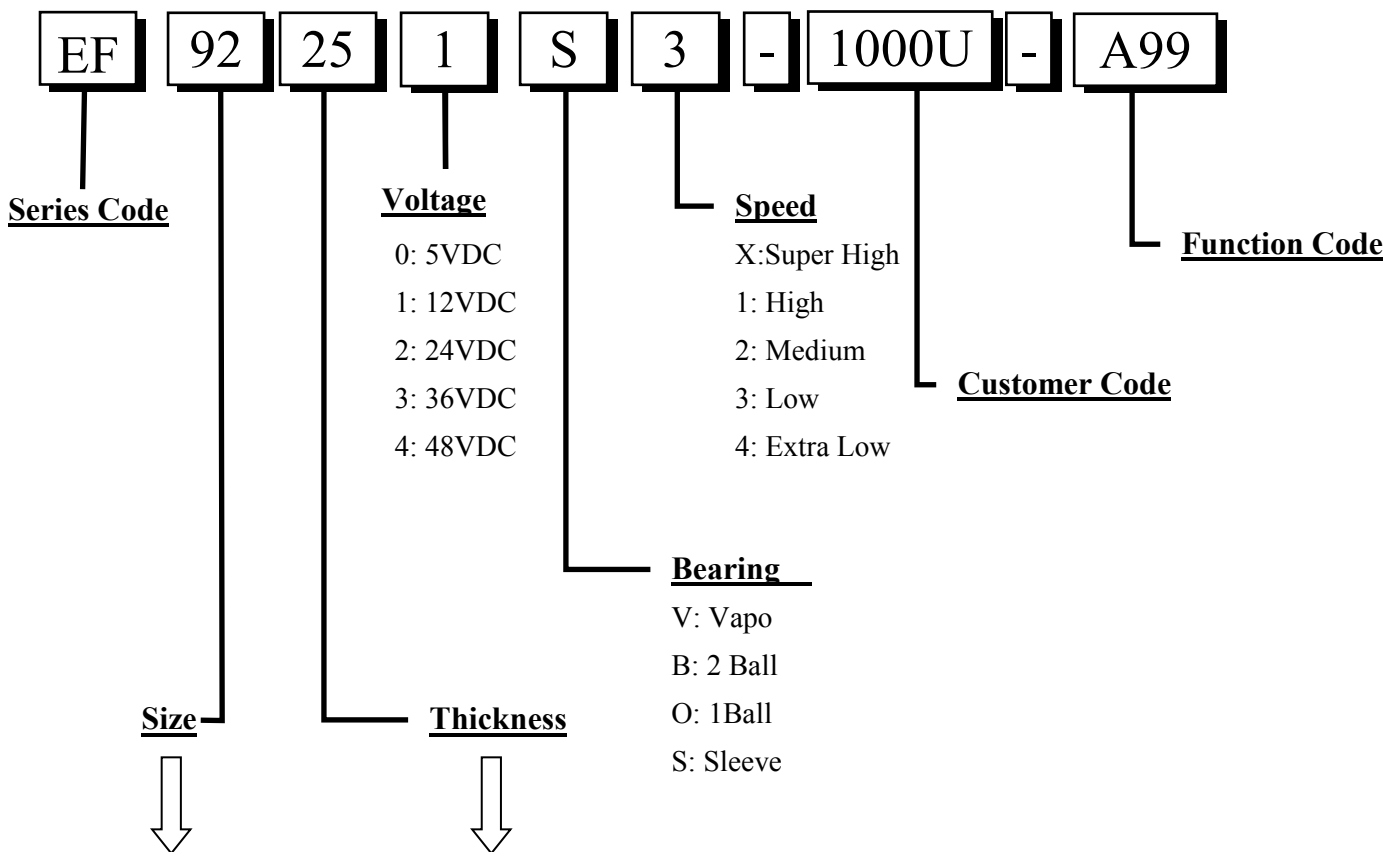 EF 92 25 1 S 3 - 1000U - A99
Series Code
Voltage
0: 5VDC
1: 12VDC
2: 24VDC
3: 36VDC
4: 48VDC
Speed
X:Super High
1: High
2: Medium
3: Low
4: Extra Low
Function Code
Customer Code
Bearing
V: Vapo
B: 2 Ball
O: 1Ball
S: Sleeve
Size
Thickness